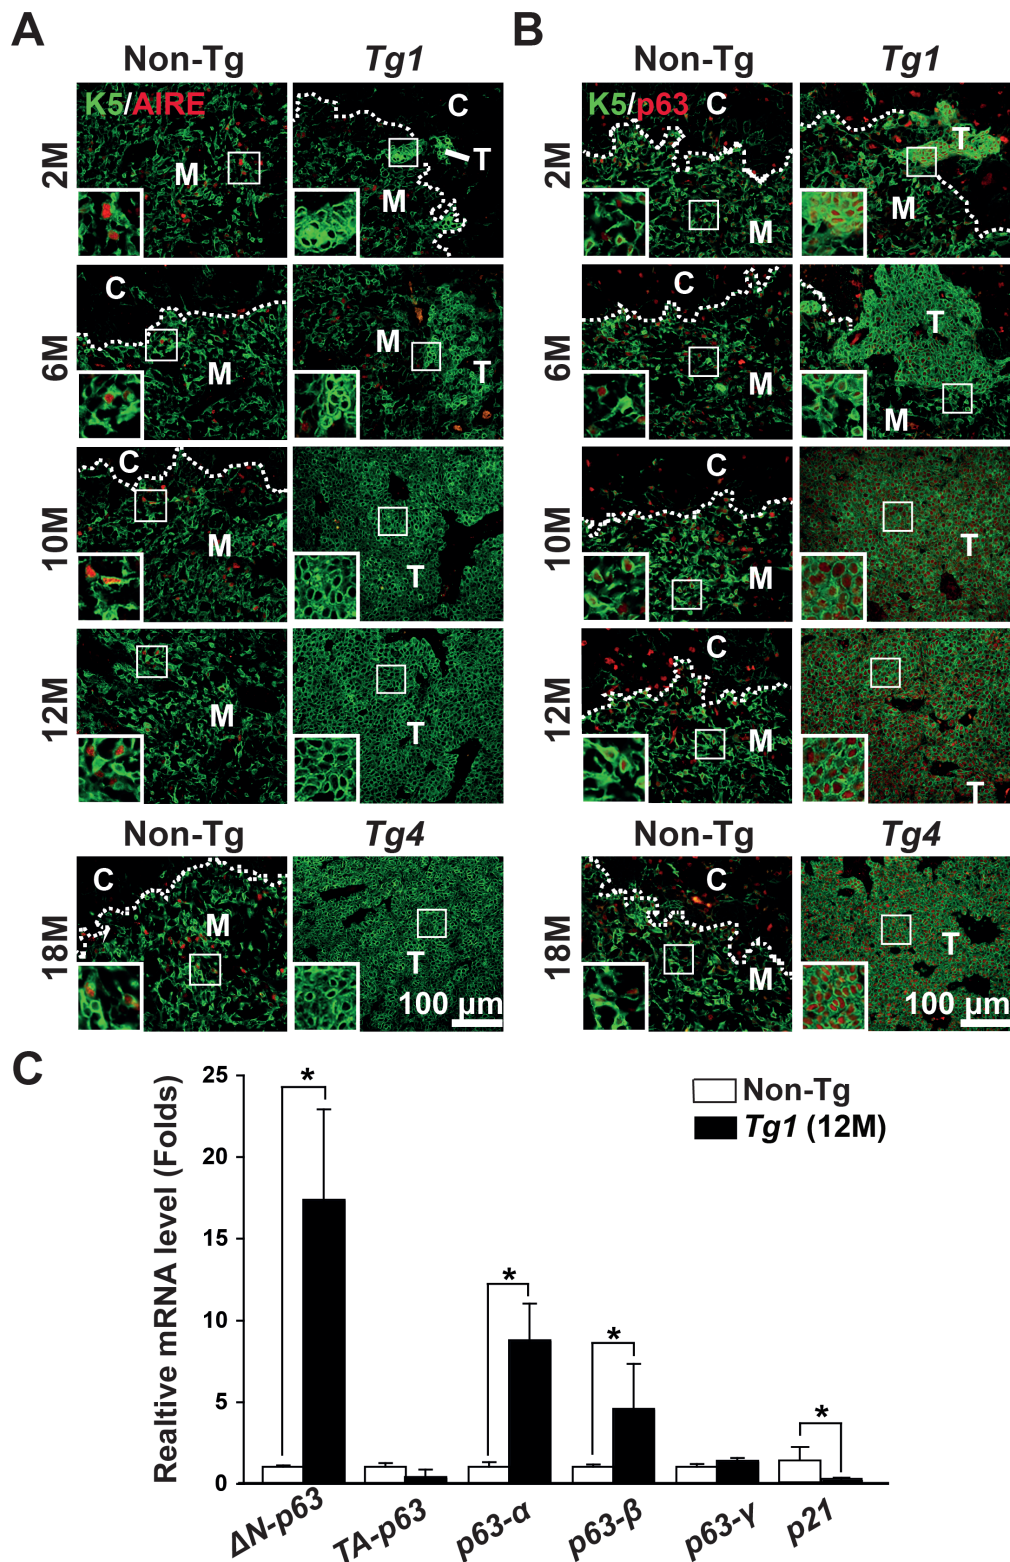 A
B
Non-Tg
Tg1
Non-Tg
Tg1
2M
K5/AIRE
M
C
T
M
2M
K5/p63
C
M
T
M
6M
C
M
M
T
6M
C
M
T
M
10M
C
M
T
10M
C
M
T
12M
M
T
12M
C
M
T
Non-Tg
Tg4
Non-Tg
Tg4
18M
C
M
T
100 μm
18M
C
M
T
100 μm
C
Realtive mRNA level (Folds)
25
20
15
10
5
0
*
*
*
*
Non-Tg
Tg1 (12M)
ΔN-p63
TA-p63
p63-α
p63-β
p63-γ
p21